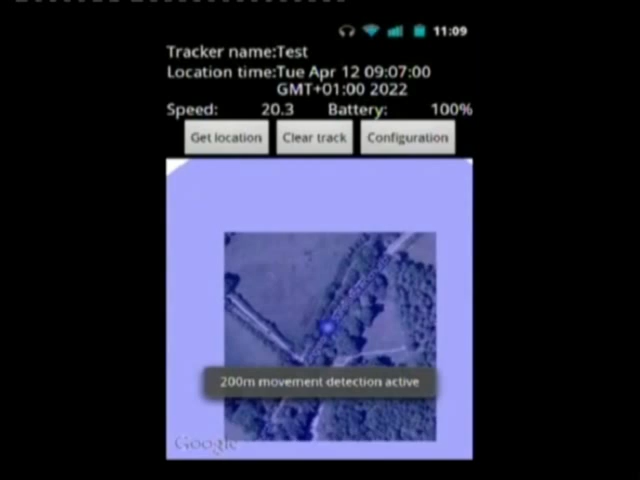 11:09
Tracker name:Test
Location time:Tue Apr 12 09:07:00
GMT+01:00 2022
Speed: 20.3 Battery: 100%
Get location Clear track Configuration
200m movement detection active
Google